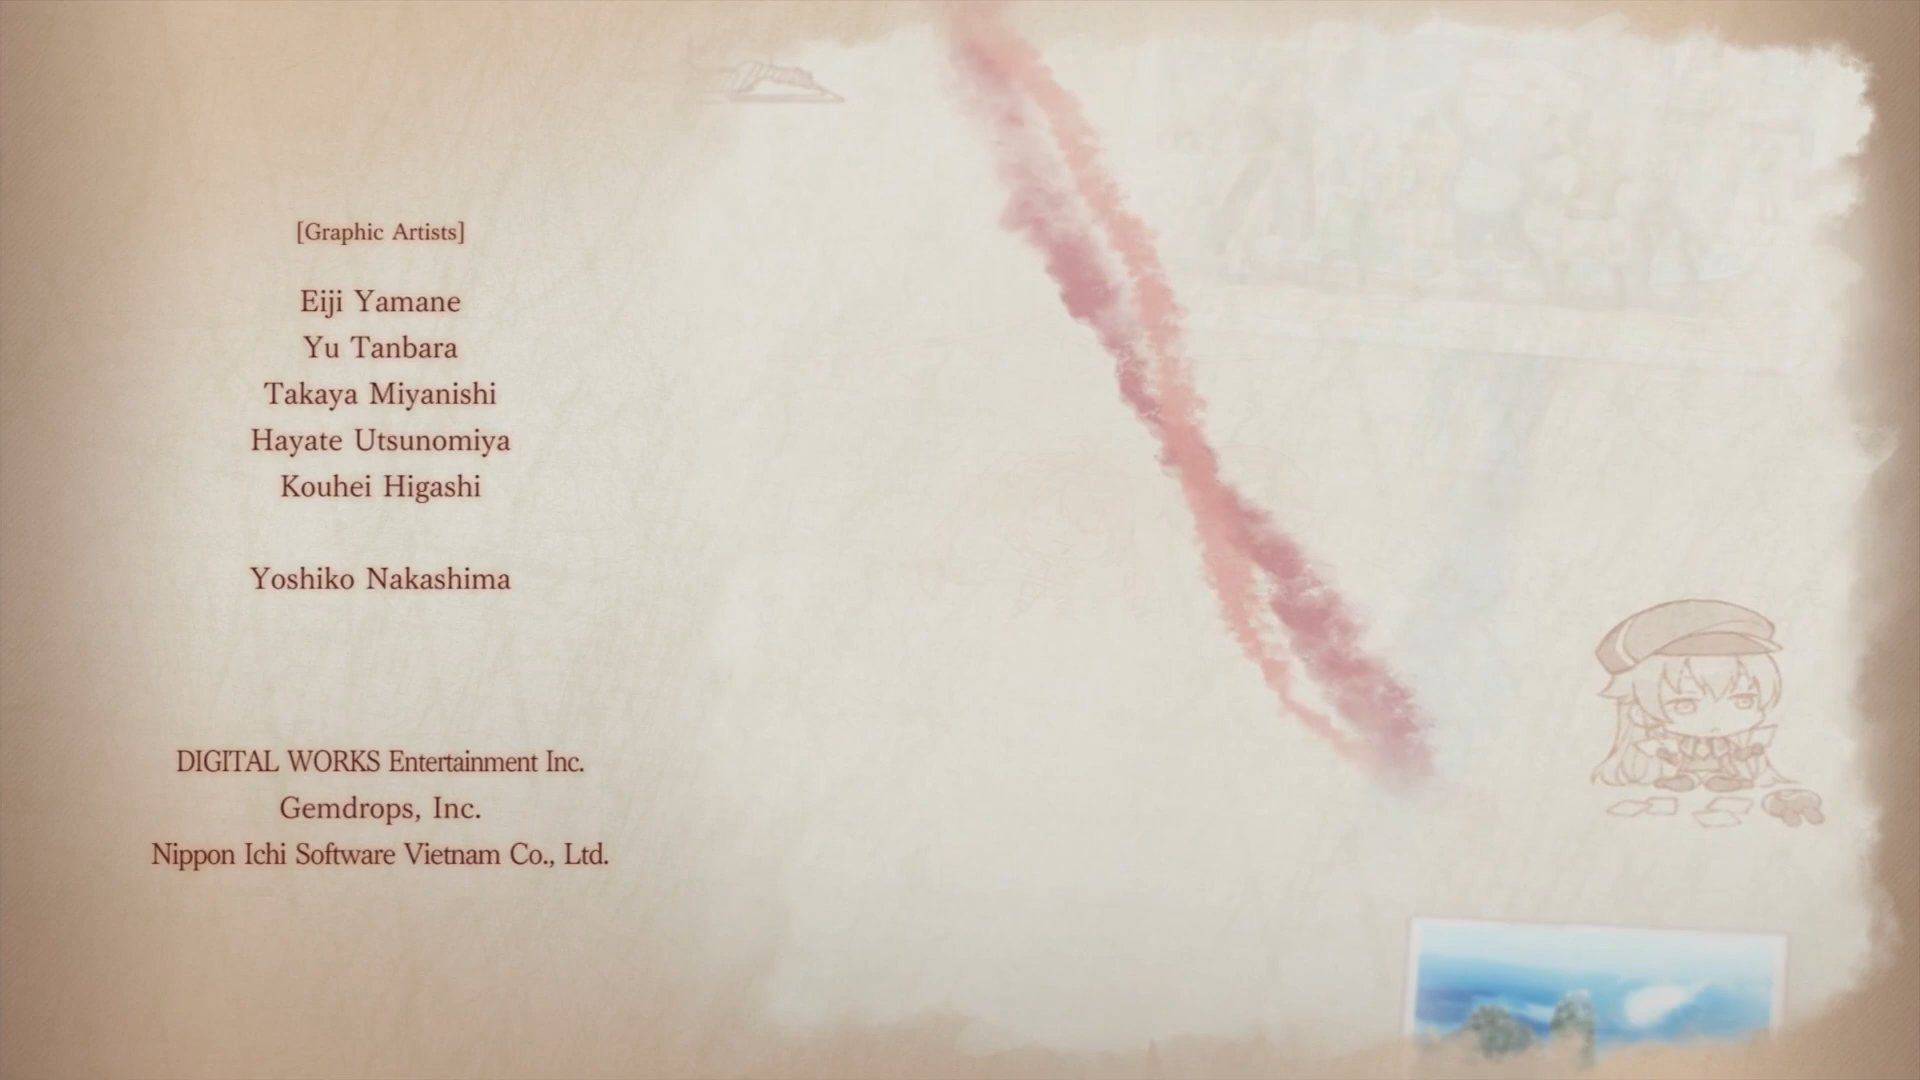 [Graphic Artists]
Eiji Yamane
Yu Tanbara
Takaya Miyanishi
Hayate Utsunomiya
Kouhei Higashi
Yoshiko Nakashima
DIGITAL WORKS Entertainment Inc.
Gemdrops, Inc.
Nippon Ichi Software Vietnam Co., Ltd.